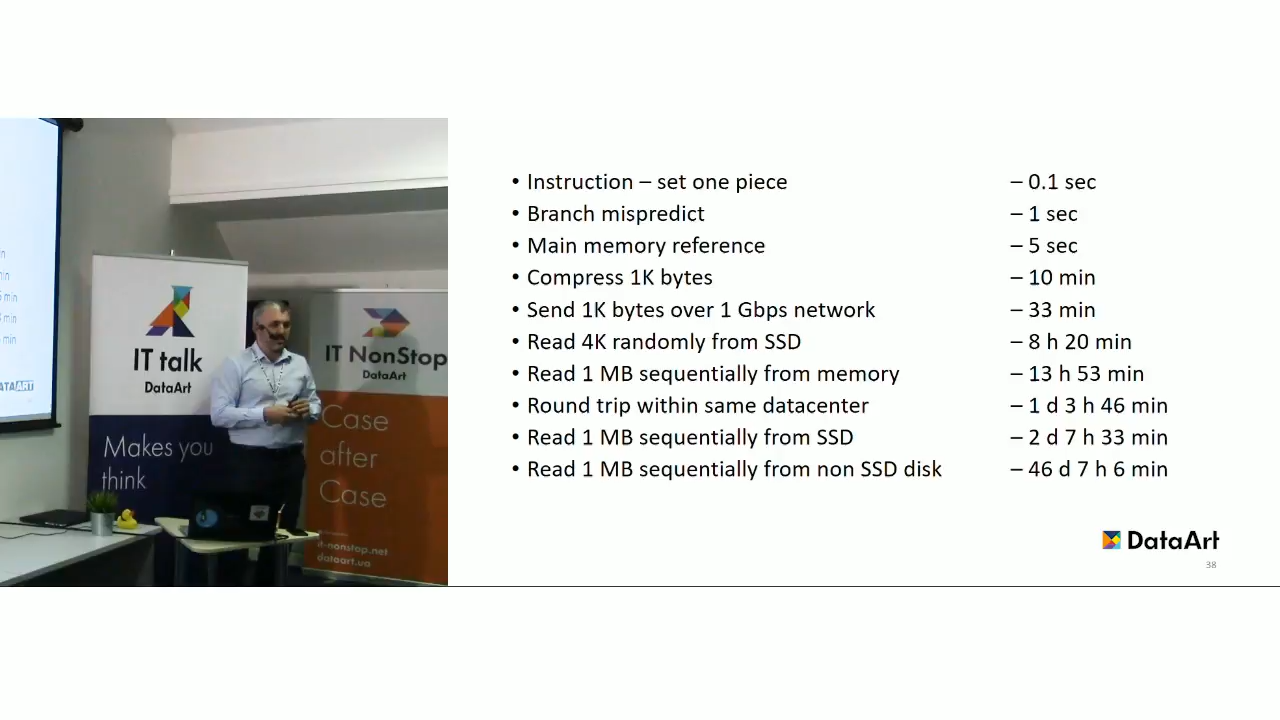 • Instruction – set one piece – 0.1 sec
• Branch mispredict – 1 sec
• Main memory reference – 5 sec
• Compress 1K bytes – 10 min
• Send 1K bytes over 1 Gbps network – 33 min
• Read 4K randomly from SSD – 8 h 20 min
• Read 1 MB sequentially from memory – 13 h 53 min
• Round trip within same datacenter – 1 d 3 h 46 min
• Read 1 MB sequentially from SSD – 2 d 7 h 33 min
• Read 1 MB sequentially from non SSD disk – 46 d 7 h 6 min
DataArt
38
IT talk
DataArt
Makes you
think
IT NonStop
DataArt
Case
after
Case
it-nonstop.net
dataart.ua
min
min
min